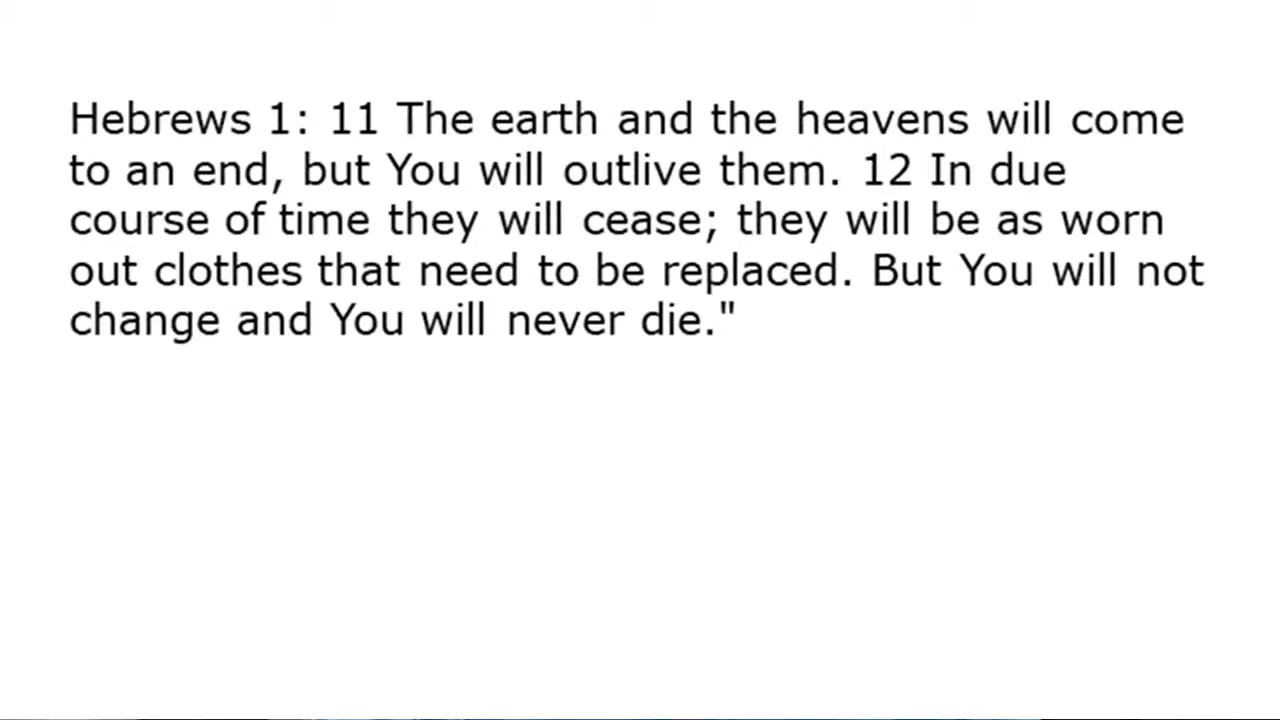 Hebrews 1: 11 The earth and the heavens will come
to an end, but You will outlive them. 12 In due
course of time they will cease; they will be as worn
out clothes that need to be replaced. But You will not
change and You will never die."